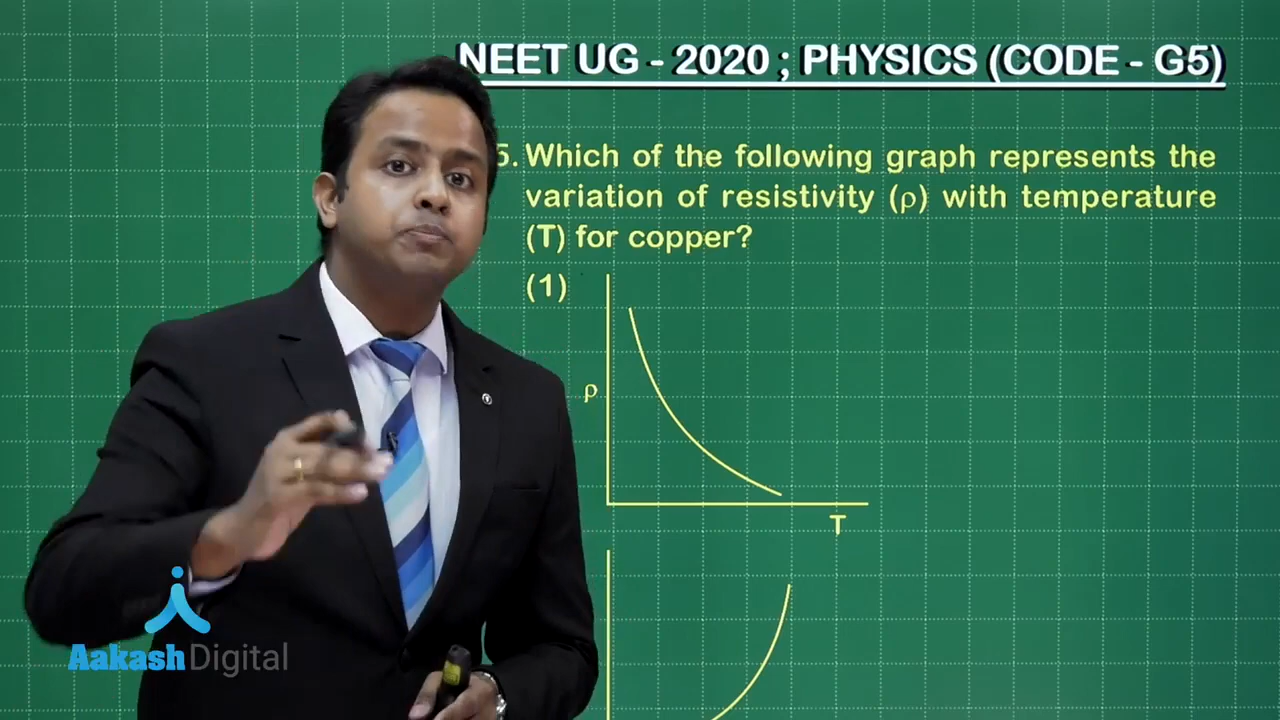 NEET UG - 2020 ; PHYSICS (CODE - G5)
5. Which of the following graph represents the
variation of resistivity (ρ) with temperature
(T) for copper?
(1)
ρ
T
Aakash Digital